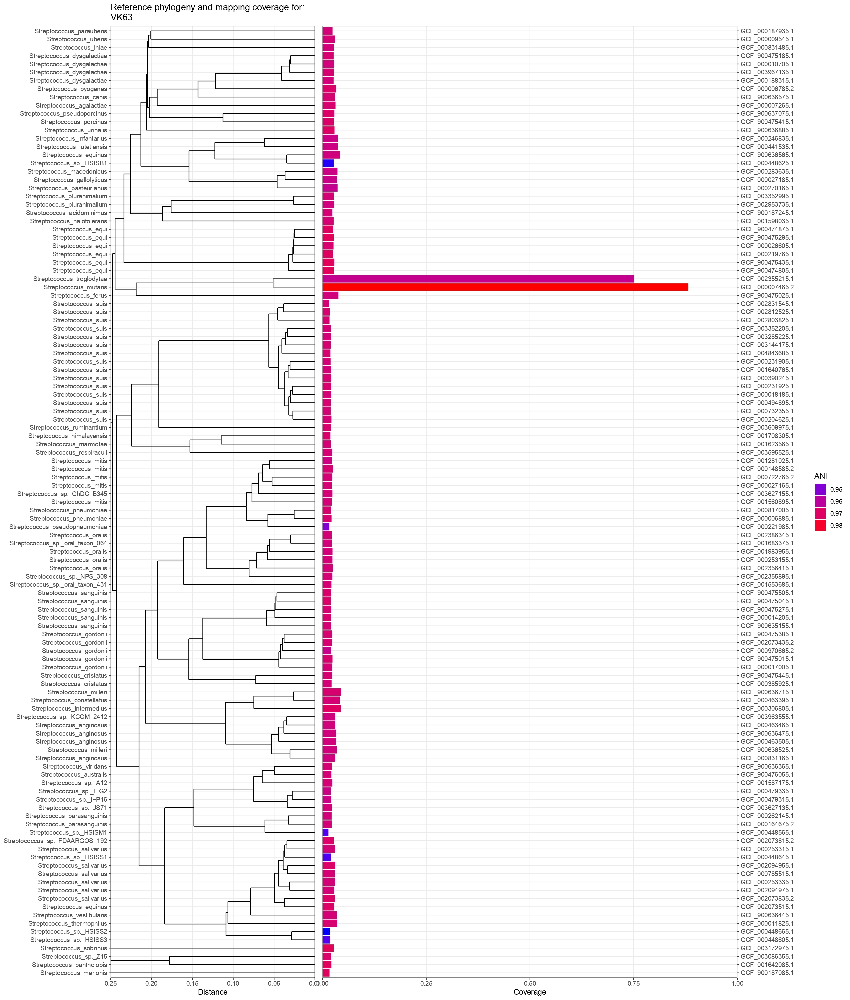 Reference phylogeny and mapping coverage for:
VK63
Streptococcus_parauberis GCF_000187935.1
Streptococcus_uberis GCF_000009545.1
Streptococcus_iniae GCF_000831485.1
Streptococcus_dysgalactiae GCF_900475185.1
Streptococcus_dysgalactiae GCF_000010705.1
Streptococcus_dysgalactiae GCF_003967135.1
Streptococcus_dysgalactiae GCF_000188315.1
Streptococcus_pyogenes GCF_000006785.2
Streptococcus_canis GCF_900636575.1
Streptococcus_agalactiae GCF_000007265.1
Streptococcus_pseudoporcinus GCF_900637075.1
Streptococcus_porcinus GCF_900475415.1
Streptococcus_urinalis GCF_900636885.1
Streptococcus_infantarius GCF_000246835.1
Streptococcus_lutetiensis GCF_000441535.1
Streptococcus_equinus GCF_900636565.1
Streptococcus_sp._HSISB1 GCF_000448625.1
Streptococcus_macedonicus GCF_000283635.1
Streptococcus_gallolyticus GCF_000027185.1
Streptococcus_pasteurianus GCF_000270165.1
Streptococcus_pluranimalium GCF_003352995.1
Streptococcus_pluranimalium GCF_002953735.1
Streptococcus_acidominimus GCF_900187245.1
Streptococcus_halotolerans GCF_001598035.1
Streptococcus_equi GCF_900474875.1
Streptococcus_equi GCF_900475295.1
Streptococcus_equi GCF_000026605.1
Streptococcus_equi GCF_000219765.1
Streptococcus_equi GCF_900475435.1
Streptococcus_equi GCF_900474805.1
Streptococcus_troglodytae GCF_002355215.1
Streptococcus_mutans GCF_000007465.2
Streptococcus_ferus GCF_900475025.1
Streptococcus_suis GCF_002831545.1
Streptococcus_suis GCF_002812525.1
Streptococcus_suis GCF_002803825.1
Streptococcus_suis GCF_003352205.1
Streptococcus_suis GCF_003285225.1
Streptococcus_suis GCF_003144175.1
Streptococcus_suis GCF_004843685.1
Streptococcus_suis GCF_000231905.1
Streptococcus_suis GCF_001640765.1
Streptococcus_suis GCF_000390245.1
Streptococcus_suis GCF_000231925.1
Streptococcus_suis GCF_000018185.1
Streptococcus_suis GCF_000494895.1
Streptococcus_suis GCF_000732355.1
Streptococcus_suis GCF_000204625.1
Streptococcus_ruminantium GCF_003609975.1
Streptococcus_himalayensis GCF_001708305.1
Streptococcus_marmotae GCF_001623565.1
Streptococcus_respiraculi GCF_003595525.1
Streptococcus_mitis GCF_001281025.1
Streptococcus_mitis GCF_000148585.2
ANI
Streptococcus_mitis GCF_000722765.2
Streptococcus_mitis GCF_000027165.1
0.95
Streptococcus_sp._ChDC_B345 GCF_003627155.1
0.96
Streptococcus_mitis GCF_001560895.1
Streptococcus_pneumoniae GCF_000817005.1
0.97
Streptococcus_pneumoniae GCF_000006885.1
0.98
Streptococcus_pseudopneumoniae GCF_000221985.1
Streptococcus_oralis GCF_002386345.1
Streptococcus_sp._oral_taxon_064 GCF_001683375.1
Streptococcus_oralis GCF_001983955.1
Streptococcus_oralis GCF_000253155.1
Streptococcus_oralis GCF_002356415.1
Streptococcus_sp._NPS_308 GCF_002355895.1
Streptococcus_sp._oral_taxon_431 GCF_001553685.1
Streptococcus_sanguinis GCF_900475505.1
Streptococcus_sanguinis GCF_900475045.1
Streptococcus_sanguinis GCF_900475275.1
Streptococcus_sanguinis GCF_000014205.1
Streptococcus_sanguinis GCF_900635155.1
Streptococcus_gordonii GCF_900475385.1
Streptococcus_gordonii GCF_002073435.2
Streptococcus_gordonii GCF_000970665.2
Streptococcus_gordonii GCF_900475015.1
Streptococcus_gordonii GCF_000017005.1
Streptococcus_cristatus GCF_900475445.1
Streptococcus_cristatus GCF_000385925.1
Streptococcus_milleri GCF_900636715.1
Streptococcus_constellatus GCF_000463395.1
Streptococcus_intermedius GCF_000306805.1
Streptococcus_sp._KCOM_2412 GCF_003963555.1
Streptococcus_anginosus GCF_000463465.1
Streptococcus_anginosus GCF_900636475.1
Streptococcus_anginosus GCF_000463505.1
Streptococcus_milleri GCF_900636525.1
Streptococcus_anginosus GCF_000831165.1
Streptococcus_viridans GCF_900636365.1
Streptococcus_australis GCF_900476055.1
Streptococcus_sp._A12 GCF_001587175.1
Streptococcus_sp._I−G2 GCF_000479335.1
Streptococcus_sp._I−P16 GCF_000479315.1
Streptococcus_sp._JS71 GCF_003627135.1
Streptococcus_parasanguinis GCF_000262145.1
Streptococcus_parasanguinis GCF_000164675.2
Streptococcus_sp._HSISM1 GCF_000448565.1
Streptococcus_sp._FDAARGOS_192 GCF_002073815.2
Streptococcus_salivarius GCF_000253315.1
Streptococcus_sp._HSISS1 GCF_000448645.1
Streptococcus_salivarius GCF_002094955.1
Streptococcus_salivarius GCF_000785515.1
Streptococcus_salivarius GCF_000253335.1
Streptococcus_salivarius GCF_002094975.1
Streptococcus_salivarius GCF_002073835.2
Streptococcus_equinus GCF_002073515.1
Streptococcus_vestibularis GCF_900636445.1
Streptococcus_thermophilus GCF_000011825.1
Streptococcus_sp._HSISS2 GCF_000448665.1
Streptococcus_sp._HSISS3 GCF_000448605.1
Streptococcus_sobrinus GCF_003172975.1
Streptococcus_sp._Z15 GCF_003086355.1
Streptococcus_pantholopis GCF_001642085.1
Streptococcus_merionis GCF_900187085.1
0.25 0.20 0.15 0.10 0.05 0.00 0.00 0.25 0.50 0.75 1.00
Distance Coverage